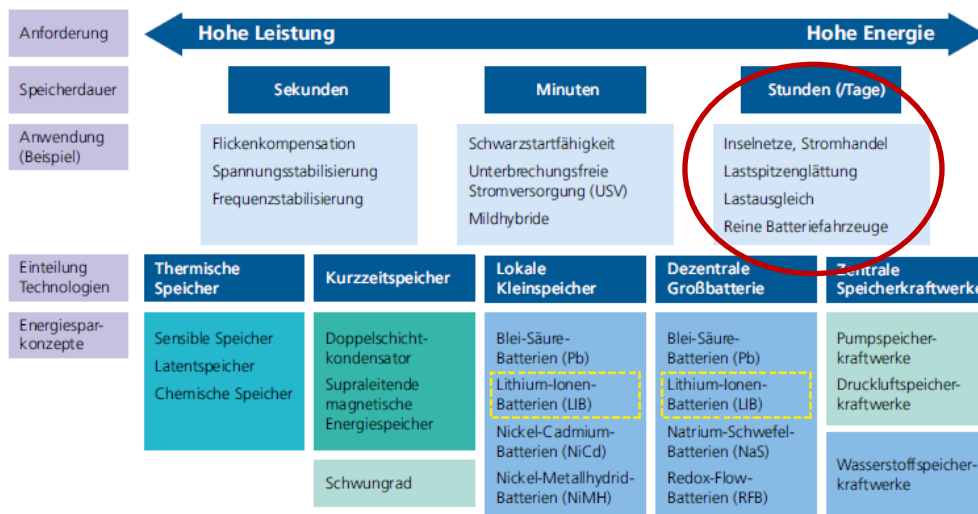 Anforderung
Hohe Leistung
Hohe Energie
Speicherdauer
Sekunden
Minuten
Stunden (/Tage)
Anwendung
(Beispiel)
Flickenkompensation
Spannungsstabilisierung
Frequenzstabilisierung
Schwarzstartfähigkeit
Unterbrechungsfreie
Stromversorgung (USV)
Mildhybride
Inselnetze, Stromhandel
Lastspitzenglättung
Lastausgleich
Reine Batteriefahrzeuge
Einteilung
Technologien
Thermische
Speicher
Kurzzeitspeicher
Lokale
Kleinspeicher
Dezentrale
Großbatterie
Zentrale
Speicherkraftwerke
Energiespar-
konzepte
Sensible Speicher
Latentspeicher
Chemische Speicher
Doppelschicht-
kondensator
Supraleitende
magnetische
Energiespeicher
Schwungrad
Blei-Säure-
Batterien (Pb)
Lithium-Ionen-
Batterien (LIB)
Nickel-Cadmium-
Batterien (NiCd)
Nickel-Metallhydrid-
Batterien (NiMH)
Blei-Säure-
Batterien (Pb)
Lithium-Ionen-
Batterien (LIB)
Natrium-Schwefel-
Batterien (NaS)
Redox-Flow-
Batterien (RFB)
Pumpspeicher-
kraftwerke
Druckluftspeicher-
kraftwerke
Wasserstoffspeicher-
kraftwerke